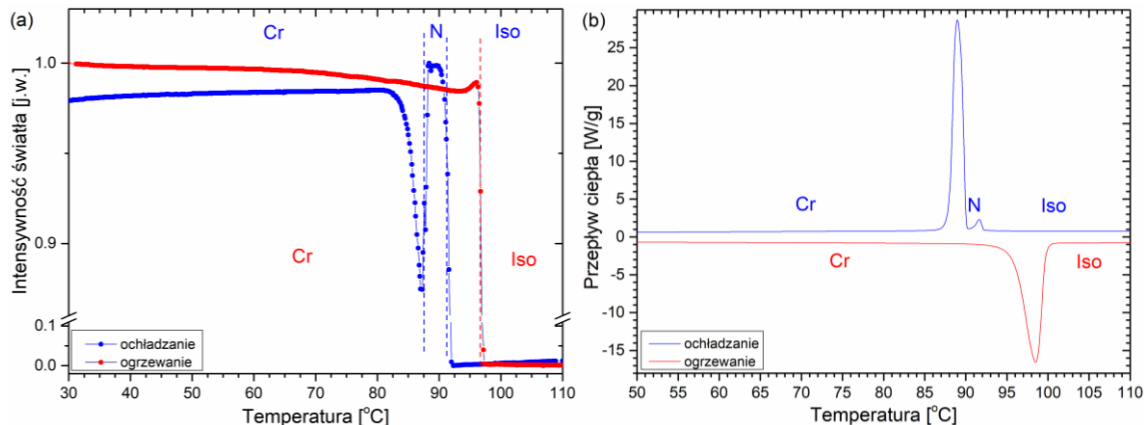 (a)
Cr
N
Iso
1.0
0.9
0.1
0.0
Intensywność światła [j.w.]
Cr
Iso
ochładzanie
ogrzewanie
30 40 50 60 70 80 90 100 110
Temperatura [°C]
(b)
25
20
15
10
5
0
-5
-10
-15
Przepływ ciepła [W/g]
Cr
N
Iso
Cr
Iso
ochładzanie
ogrzewanie
50 55 60 65 70 75 80 85 90 95 100 105 110
Temperatura [°C]